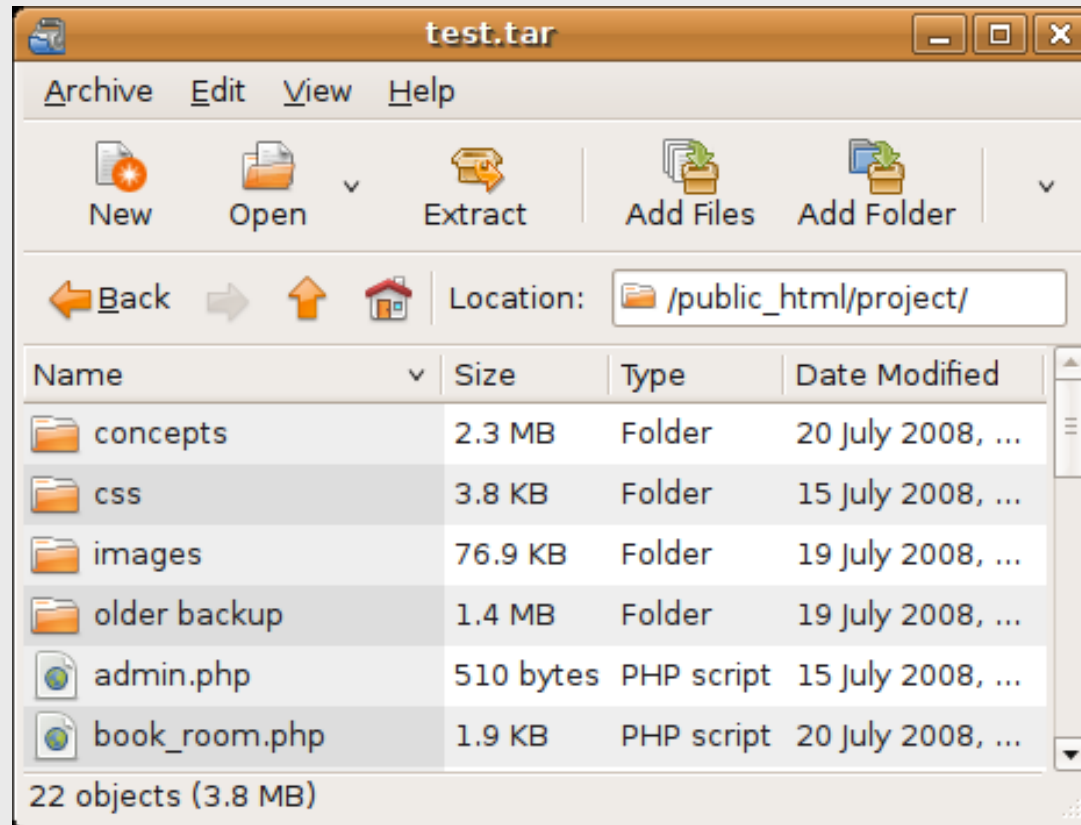 test.tar
Archive Edit View Help
New Open Extract Add Files Add Folder
Back Location: /public_html/project/
Name Size Type Date Modified
concepts 2.3 MB Folder 20 July 2008, ...
css 3.8 KB Folder 15 July 2008, ...
images 76.9 KB Folder 19 July 2008, ...
older backup 1.4 MB Folder 19 July 2008, ...
admin.php 510 bytes PHP script 15 July 2008, ...
book_room.php 1.9 KB PHP script 20 July 2008, ...
22 objects (3.8 MB)